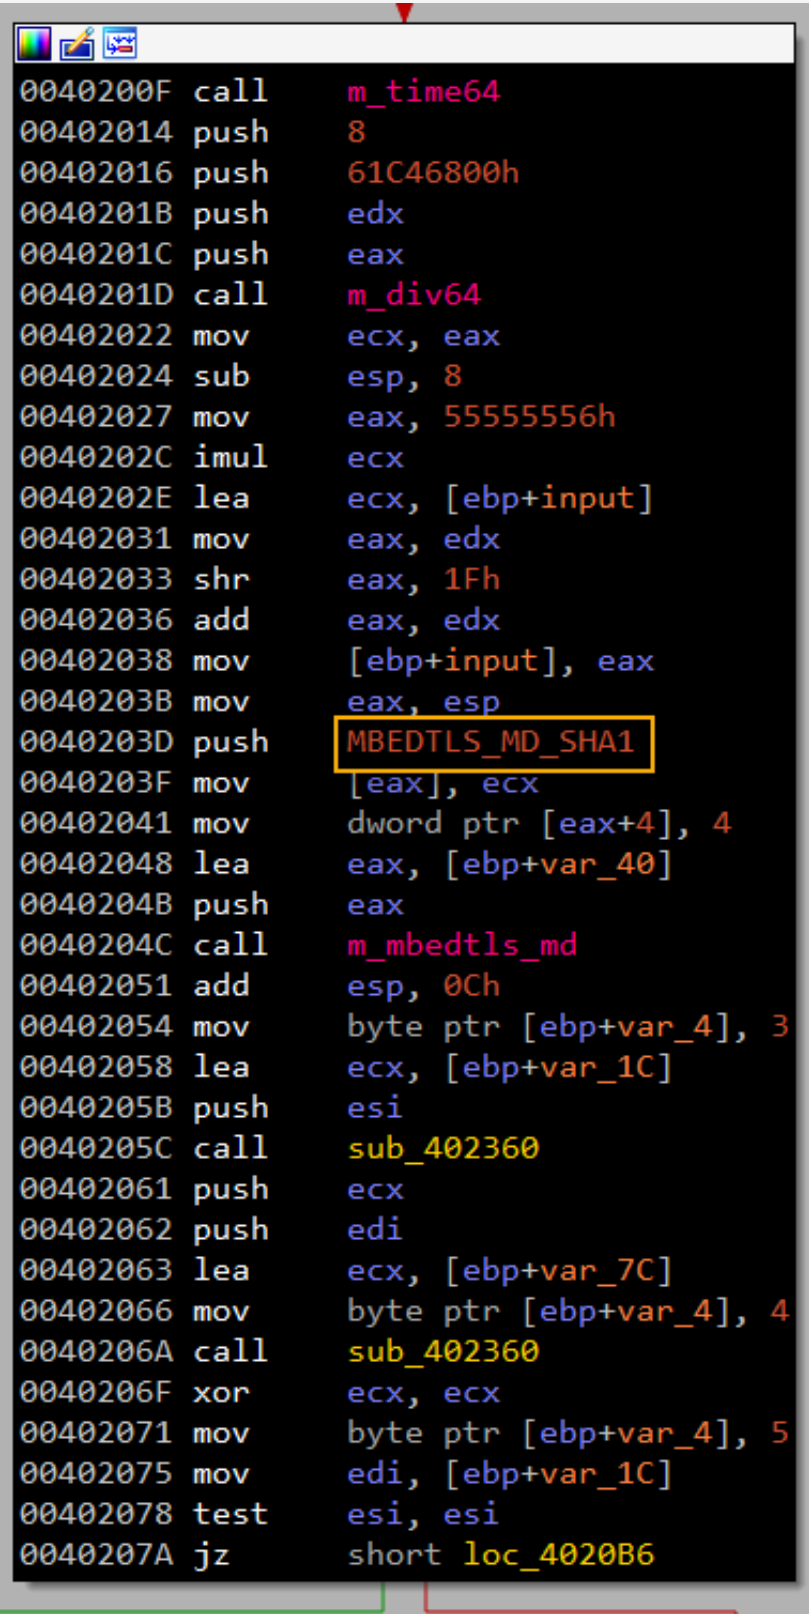 0040200F call m_time64
00402014 push 8
00402016 push 61C46800h
0040201B push edx
0040201C push eax
0040201D call m_div64
00402022 mov ecx, eax
00402024 sub esp, 8
00402027 mov eax, 55555556h
0040202C imul ecx
0040202E lea ecx, [ebp+input]
00402031 mov eax, edx
00402033 shr eax, 1Fh
00402036 add eax, edx
00402038 mov [ebp+input], eax
0040203B mov eax, esp
0040203D push MBEDTLS_MD_SHA1
0040203F mov [eax], ecx
00402041 mov dword ptr [eax+4], 4
00402048 lea eax, [ebp+var_40]
0040204B push eax
0040204C call m_mbedtls_md
00402051 add esp, 0Ch
00402054 mov byte ptr [ebp+var_4], 3
00402058 lea ecx, [ebp+var_1C]
0040205B push esi
0040205C call sub_402360
00402061 push ecx
00402062 push edi
00402063 lea ecx, [ebp+var_7C]
00402066 mov byte ptr [ebp+var_4], 4
0040206A call sub_402360
0040206F xor ecx, ecx
00402071 mov byte ptr [ebp+var_4], 5
00402075 mov edi, [ebp+var_1C]
00402078 test esi, esi
0040207A jz short loc_4020B6